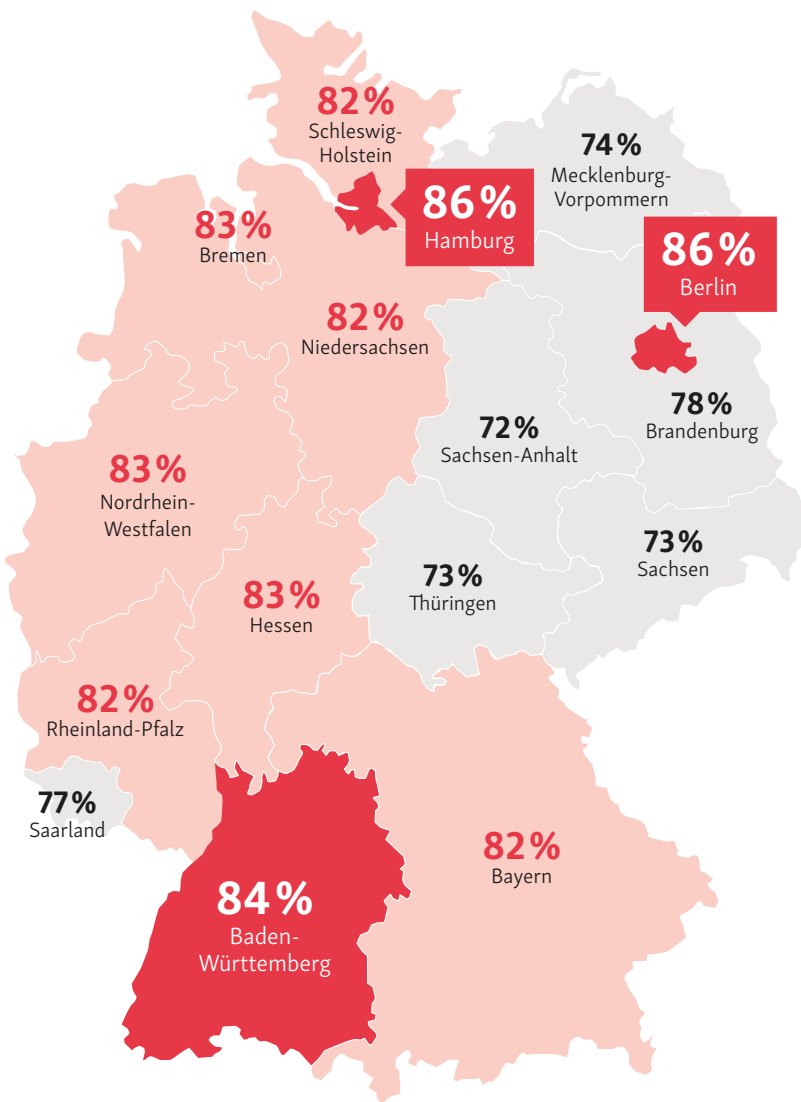 82%
Schleswig-
Holstein
74%
Mecklenburg-
Vorpommern
86%
Hamburg
83%
Bremen
86%
Berlin
82%
Niedersachsen
78%
Brandenburg
72%
Sachsen-Anhalt
83%
Nordrhein-
Westfalen
73%
Sachsen
73%
Thüringen
83%
Hessen
82%
Rheinland-Pfalz
77%
Saarland
82%
Bayern
84%
Baden-
Württemberg